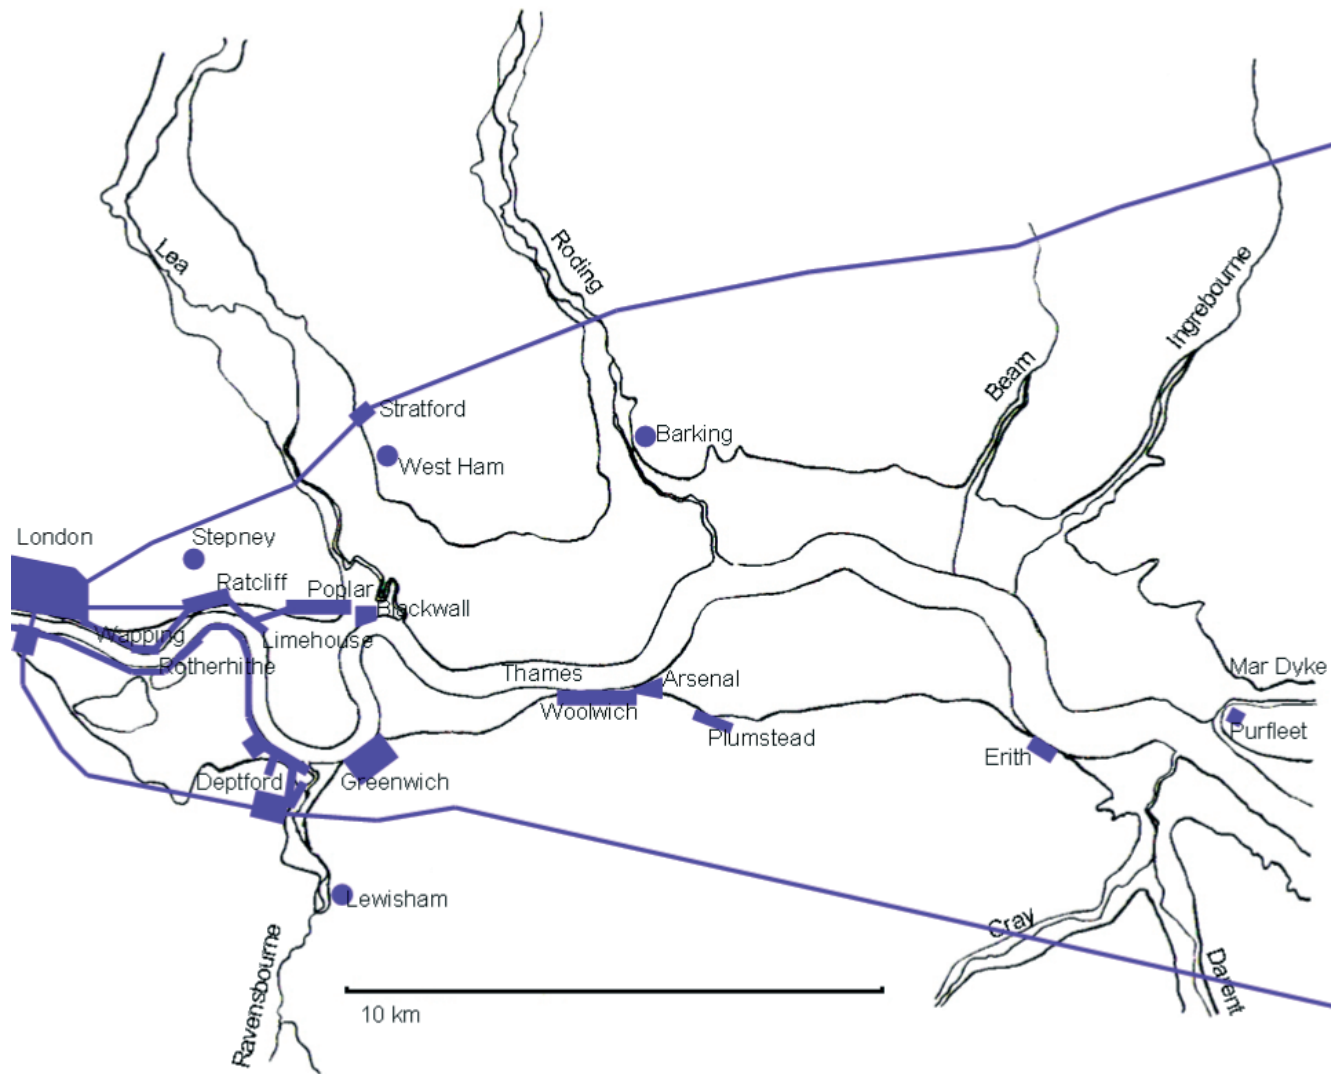 Lea
Roding
Ingrebourne
Beam
Stratford
Barking
West Ham
London
Stepney
Ratcliff
Poplar
Blackwall
Wapping
Limehouse
Rotherhithe
Thames
Arsenal
Mar Dyke
Woolwich
Plumstead
Purfleet
Erith
Deptford
Greenwich
Lewisham
Cray
Ravensbourne
Darent
10 km